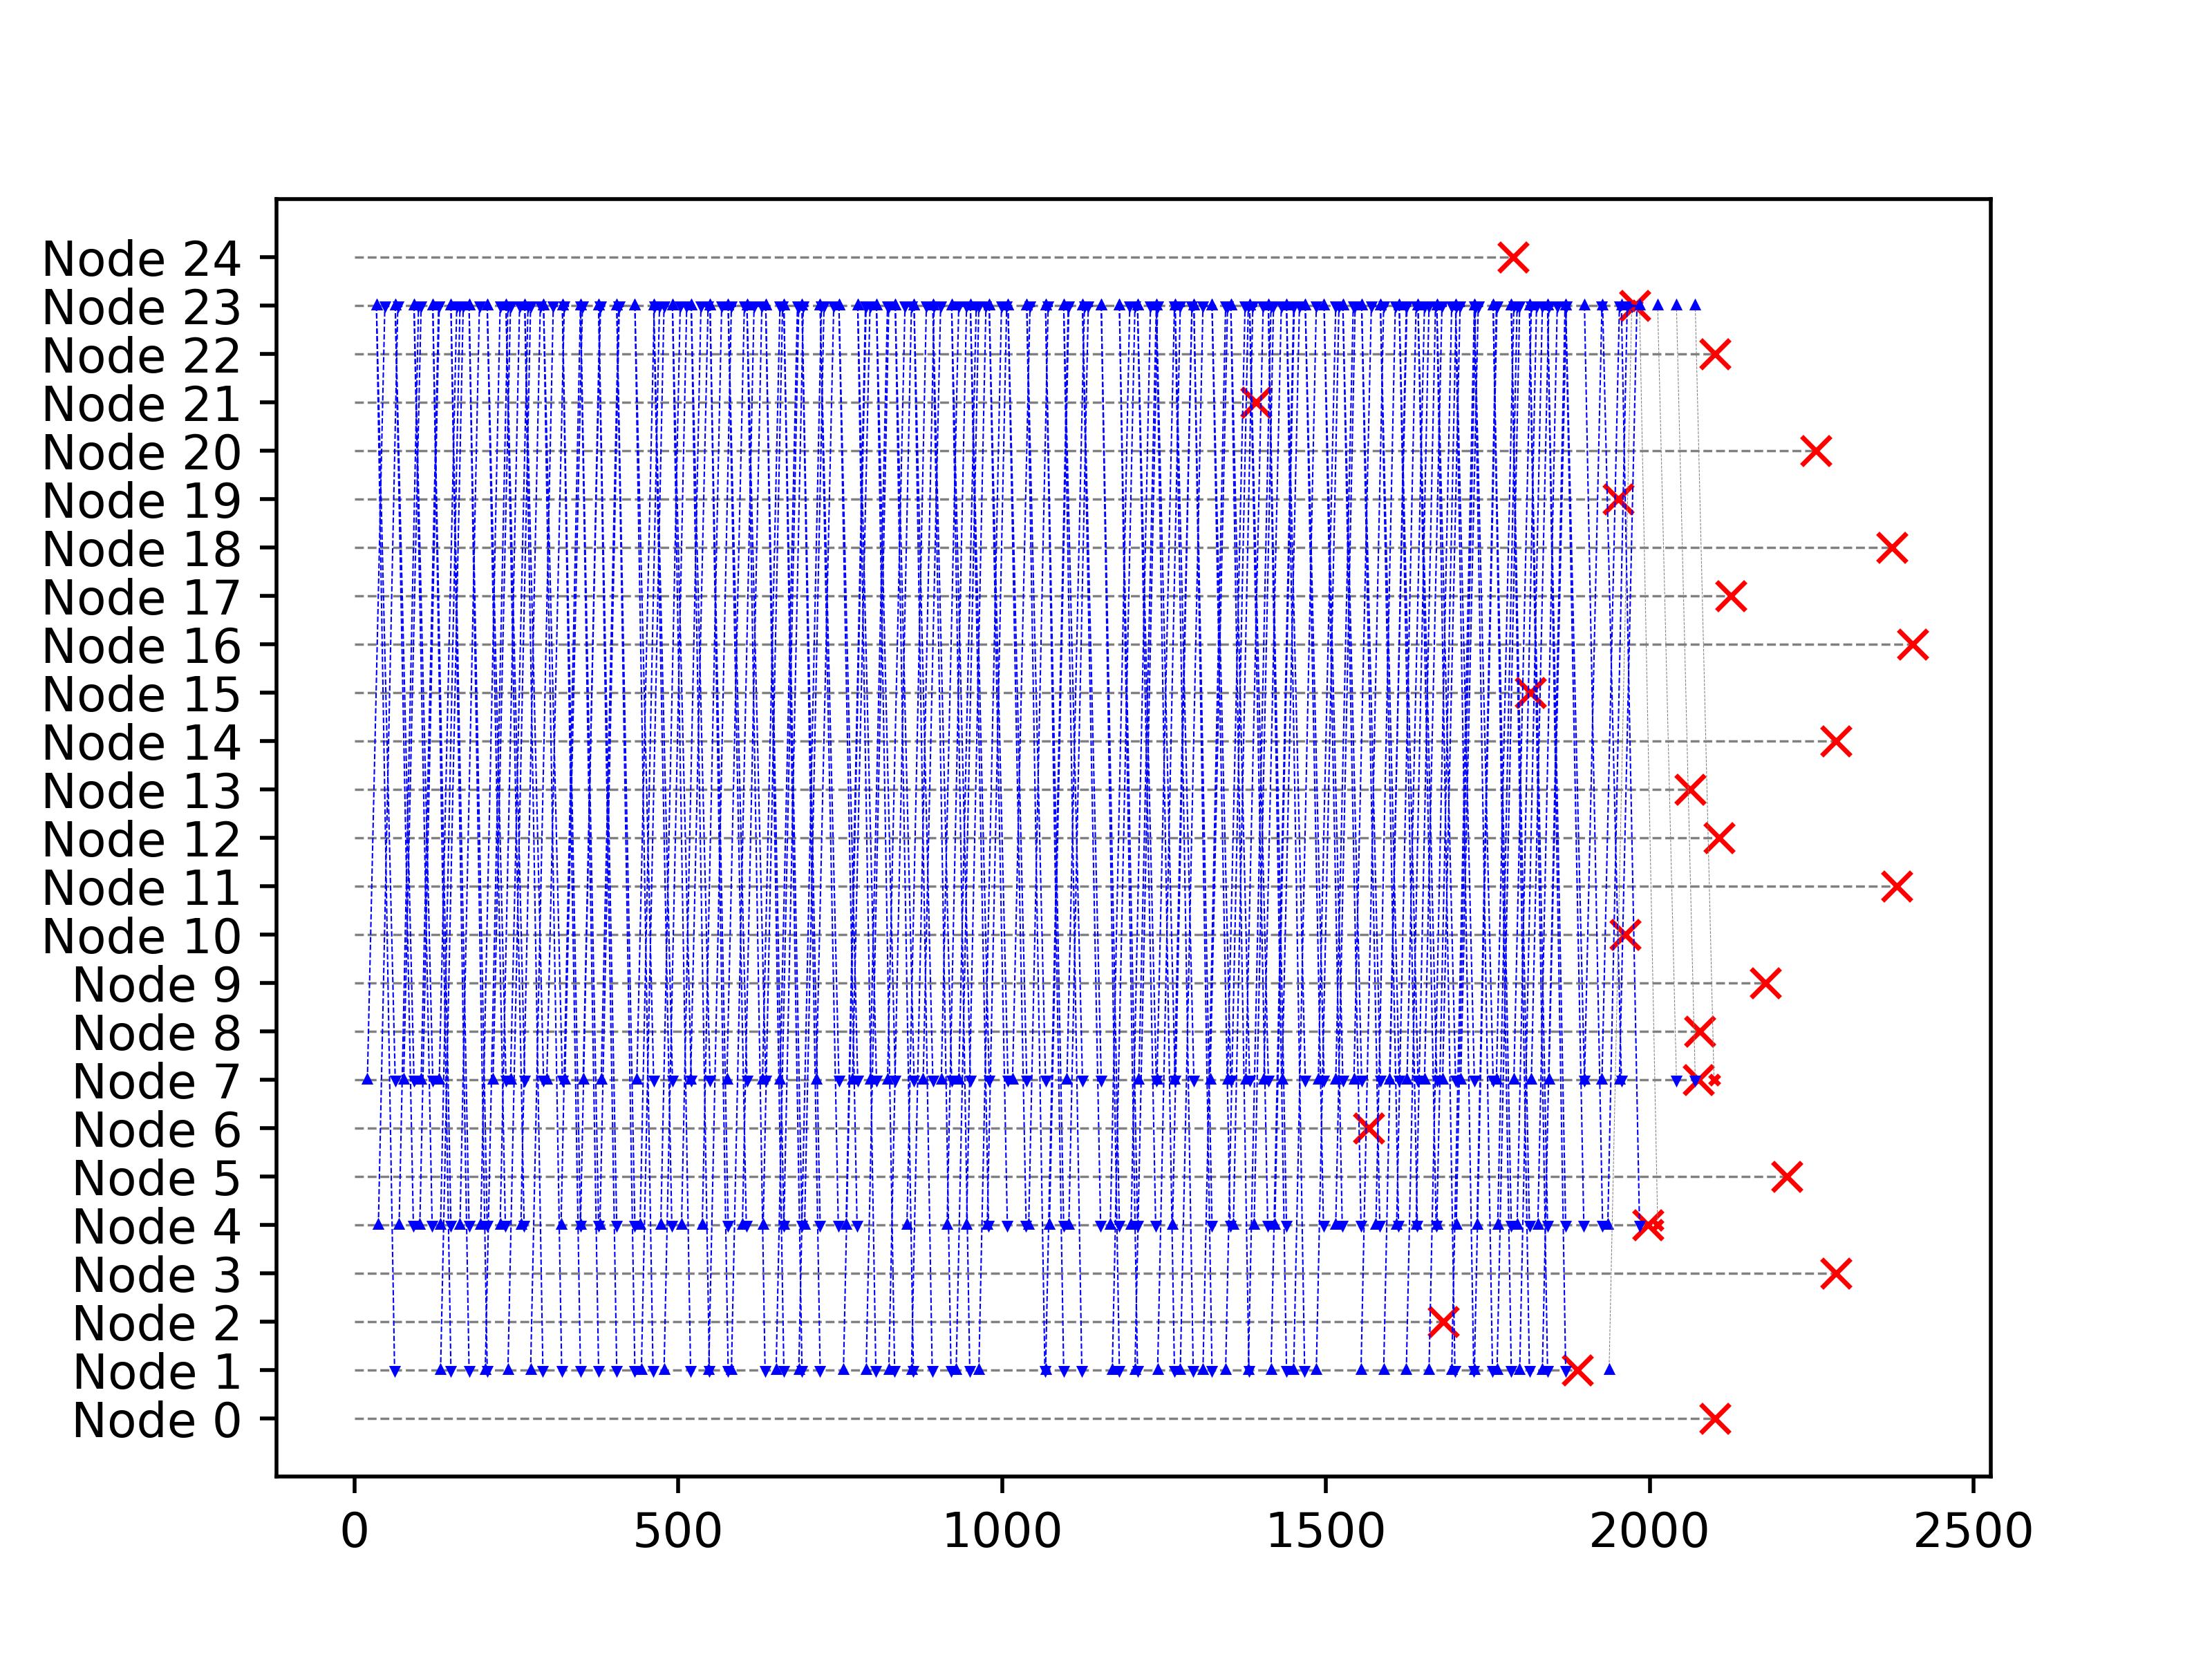 Node 24
Node 23
Node 22
Node 21
Node 20
Node 19
Node 18
Node 17
Node 16
Node 15
Node 14
Node 13
Node 12
Node 11
Node 10
Node 9
Node 8
Node 7
Node 6
Node 5
Node 4
Node 3
Node 2
Node 1
Node 0
0 500 1000 1500 2000 2500